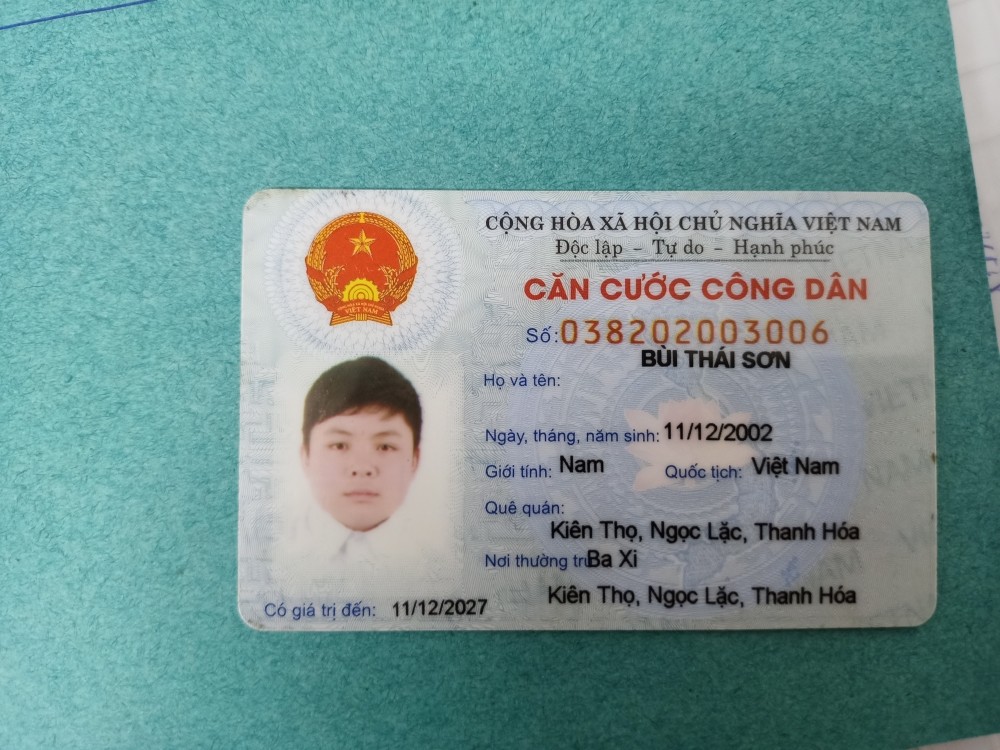 CỘNG HÒA XÃ HỘI CHỦ NGHĨA VIỆT NAM
Độc lập – Tự do – Hạnh phúc
CĂN CƯỚC CÔNG DÂN
Số: 038202003006
BÙI THÁI SƠN
Họ và tên:
Ngày, tháng, năm sinh: 11/12/2002
Giới tính: Nam Quốc tịch: Việt Nam
Quê quán:
Kiên Thọ, Ngọc Lặc, Thanh Hóa
Nơi thường trú Ba Xi
Kiên Thọ, Ngọc Lặc, Thanh Hóa
Có giá trị đến: 11/12/2027
VIỆT NAM